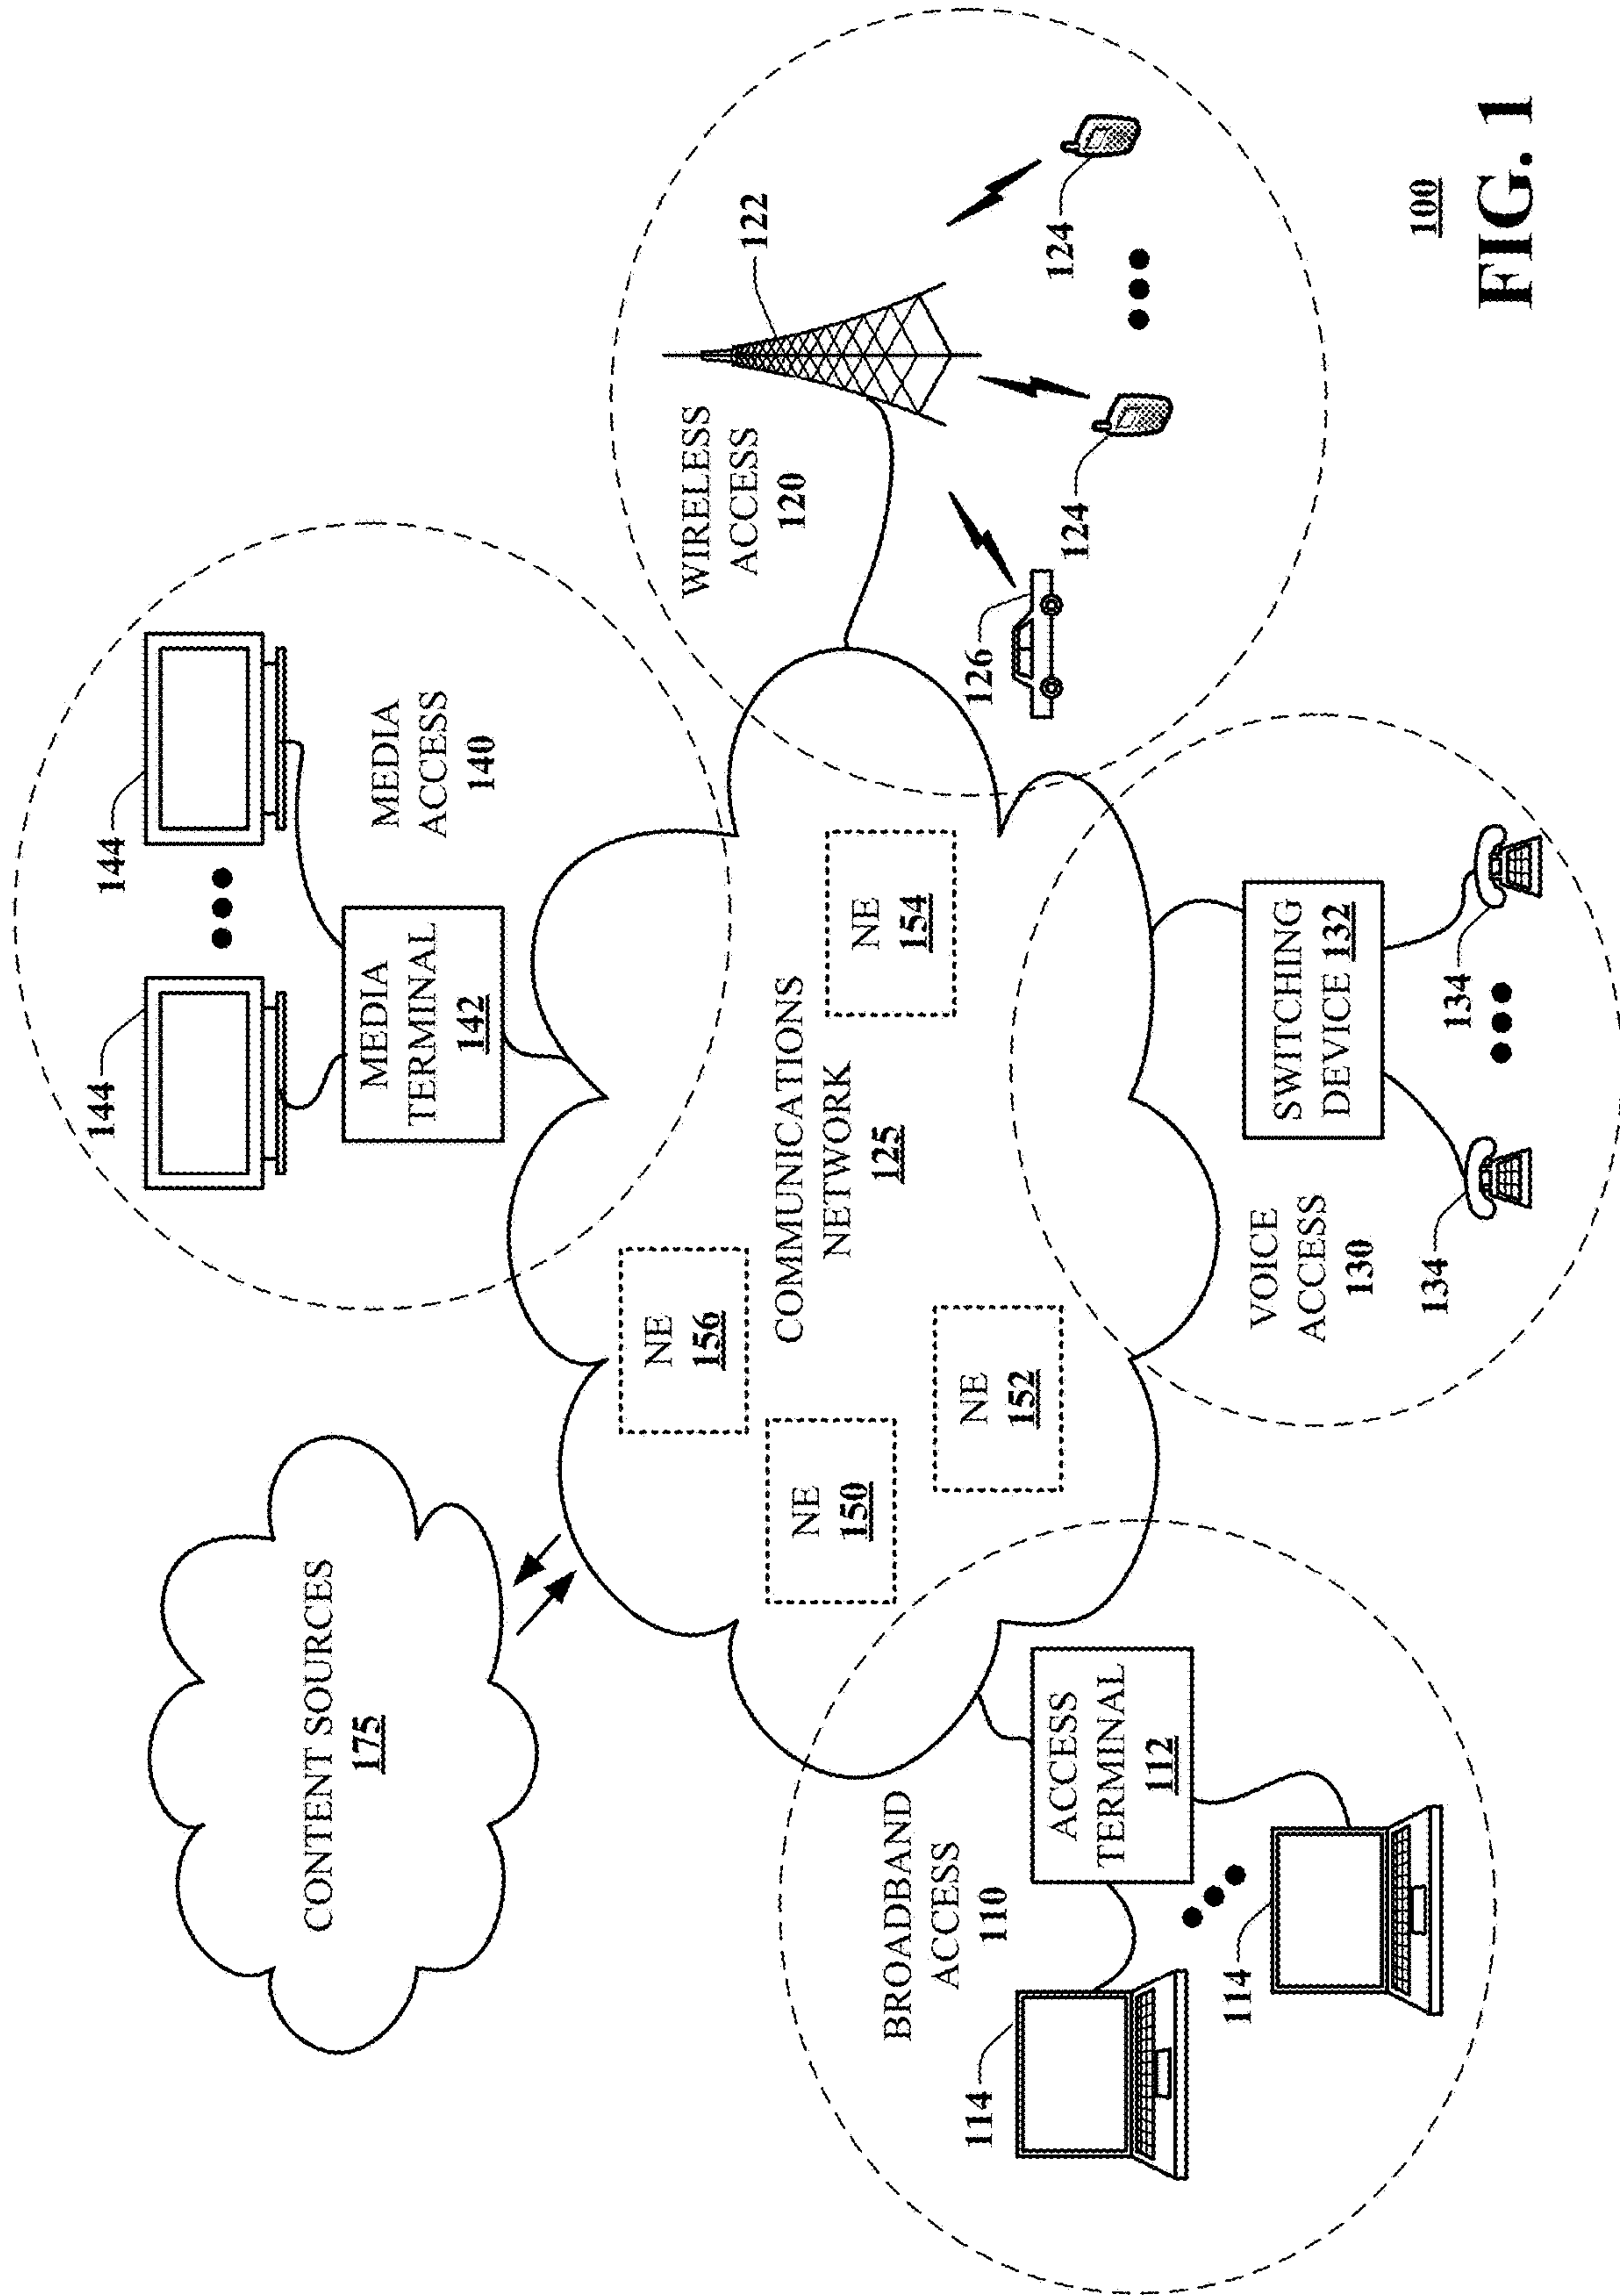 CONTENT SOURCES
175
144
144
MEDIA
TERMINAL
142
MEDIA
ACCESS
140
WIRELESS
ACCESS
120
122
124
124
126
NE
156
NE
150
NE
152
COMMUNICATIONS
NETWORK
125
NE
154
BROADBAND
ACCESS
110
ACCESS
TERMINAL
112
114
114
VOICE
ACCESS
130
SWITCHING
DEVICE 132
134
134
100
FIG. 1